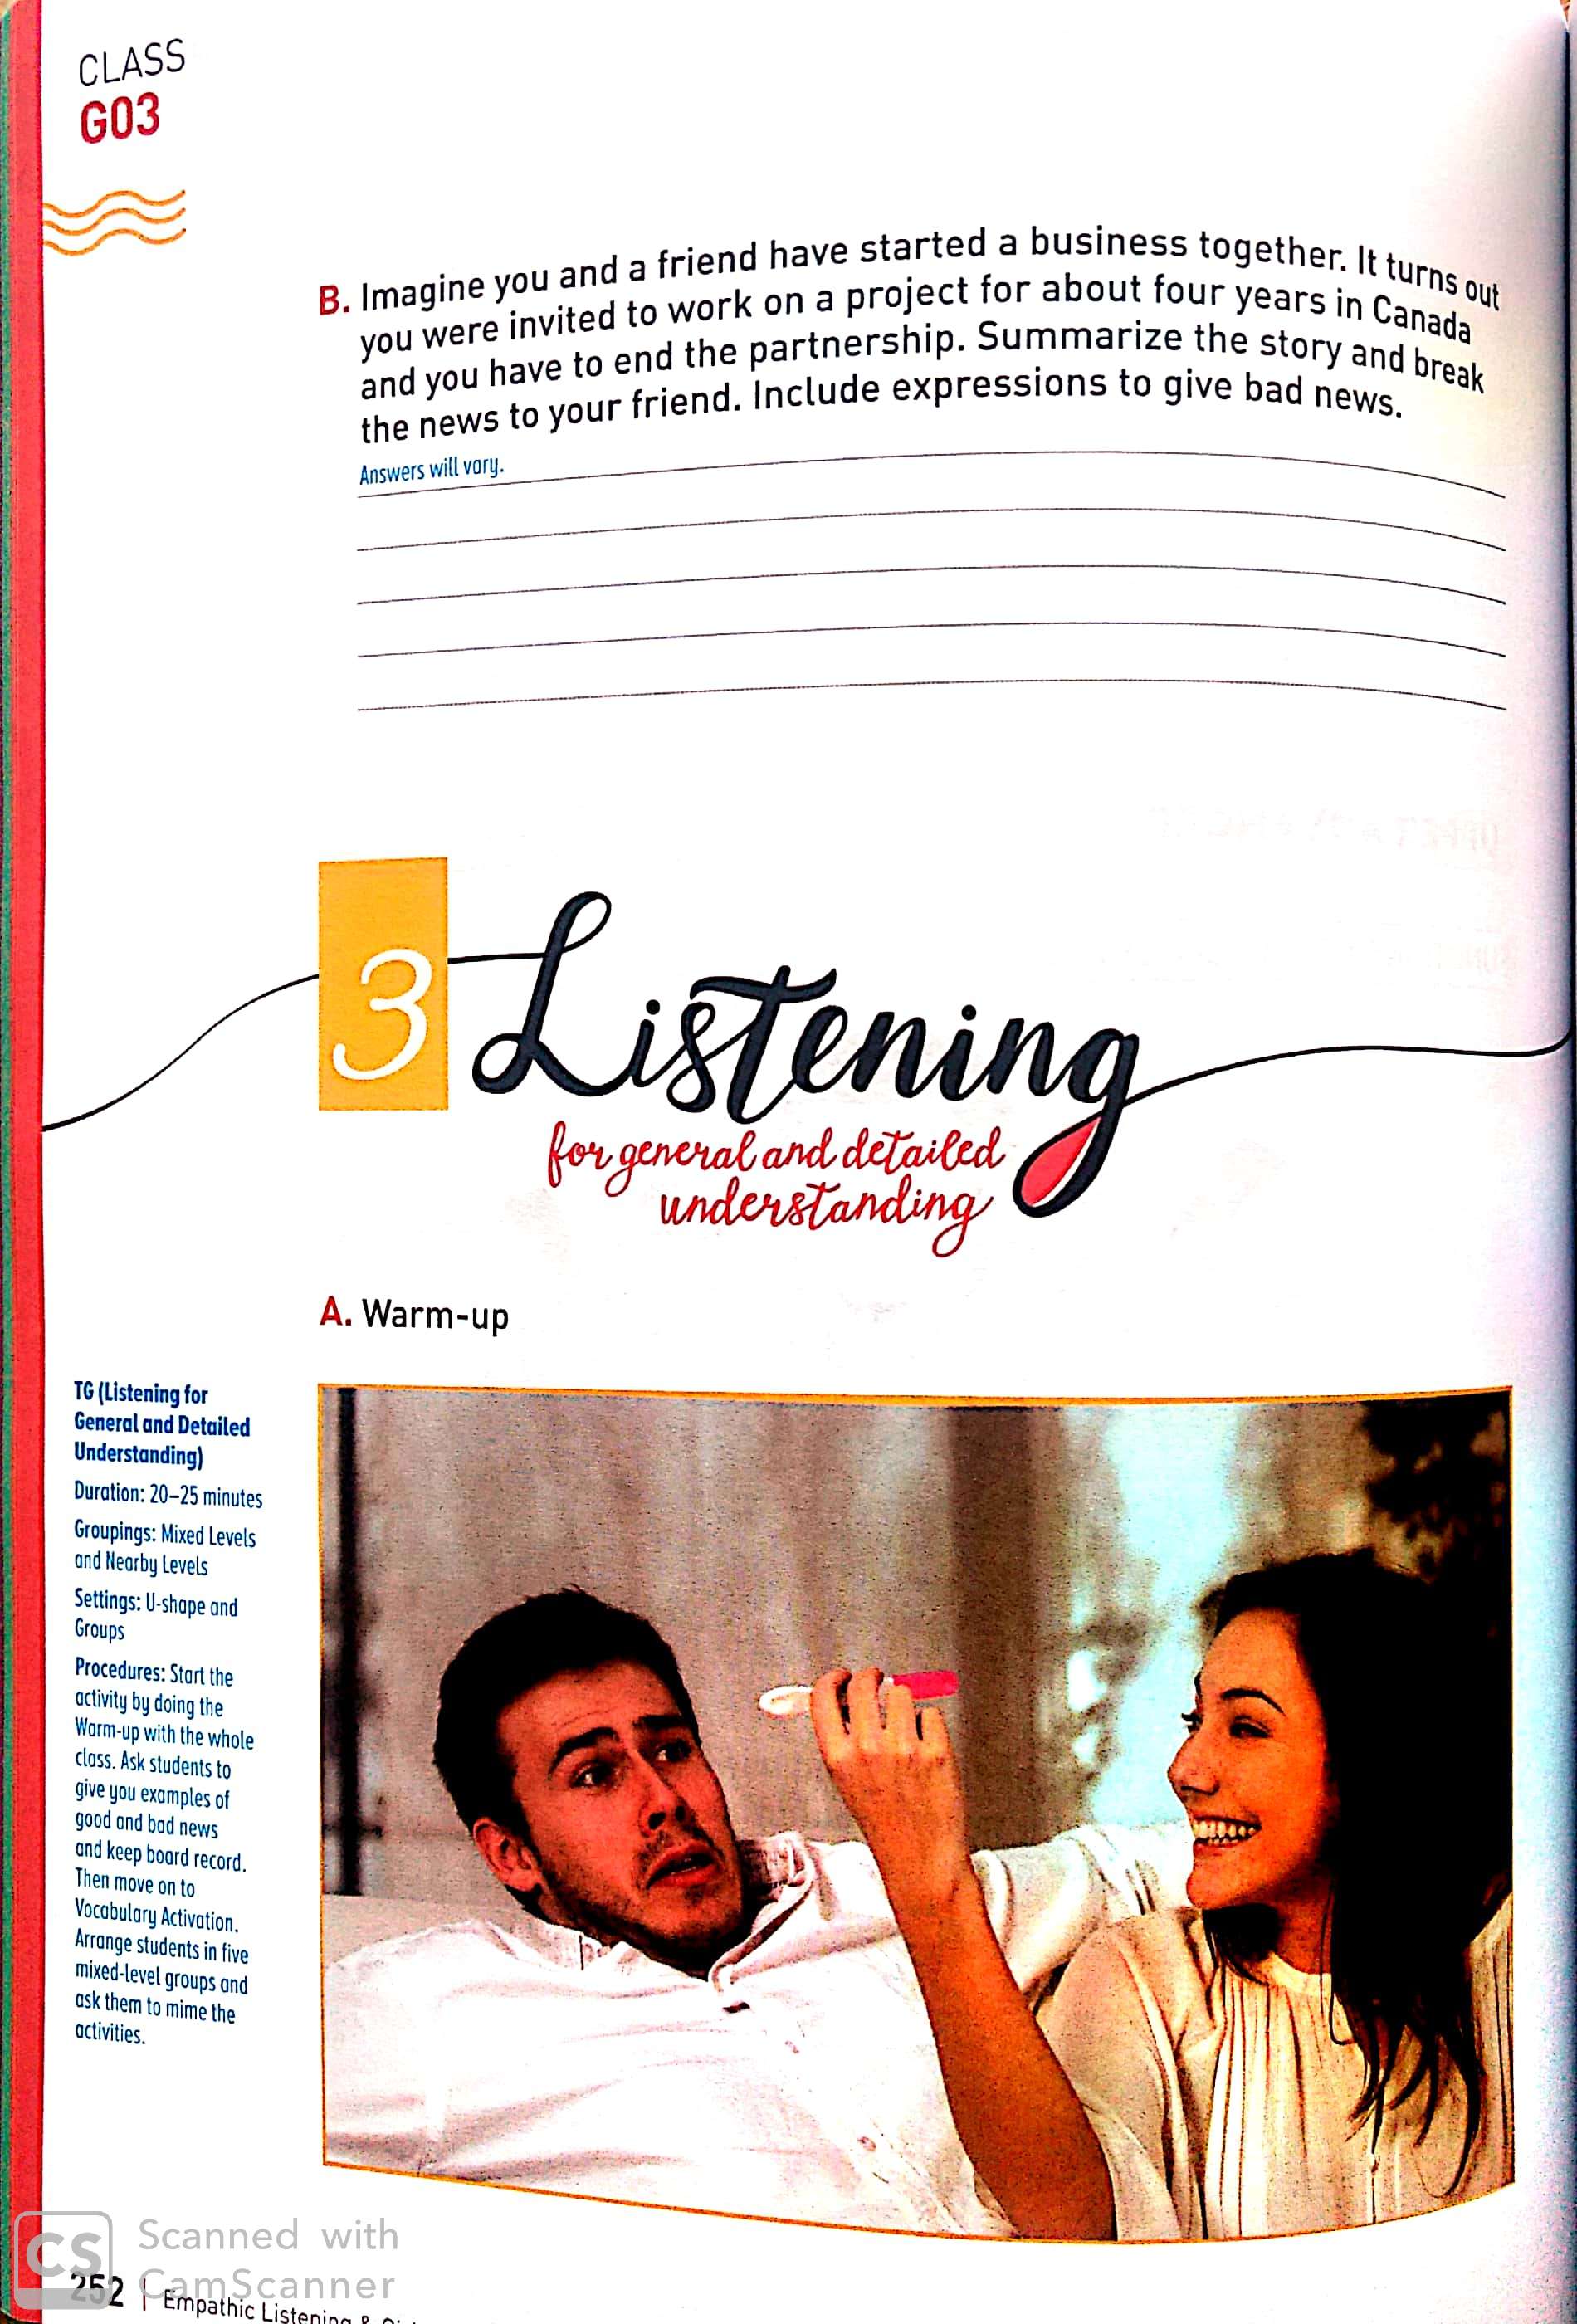 CLASS
G03
B. Imagine you and a friend have started a business together. It turns out
you were invited to work on a project for about four years in Canada
and you have to end the partnership. Summarize the story and break
the news to your friend. Include expressions to give bad news.
Answers will vary.
3 Listening
for general and detailed
understanding
A. Warm-up
TG (Listening for
General and Detailed
Understanding)
Duration: 20–25 minutes
Groupings: Mixed Levels
and Nearby Levels
Settings: U-shape and
Groups
Procedures: Start the
activity by doing the
Warm-up with the whole
class. Ask students to
give you examples of
good and bad news
and keep board record.
Then move on to
Vocabulary Activation.
Arrange students in five
mixed-level groups and
ask them to mime the
activities.
CS Scanned with
CamScanner
252 | Empathic Listening &